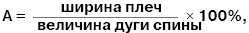 A = ширина плеч / величина дуги спины × 100%,